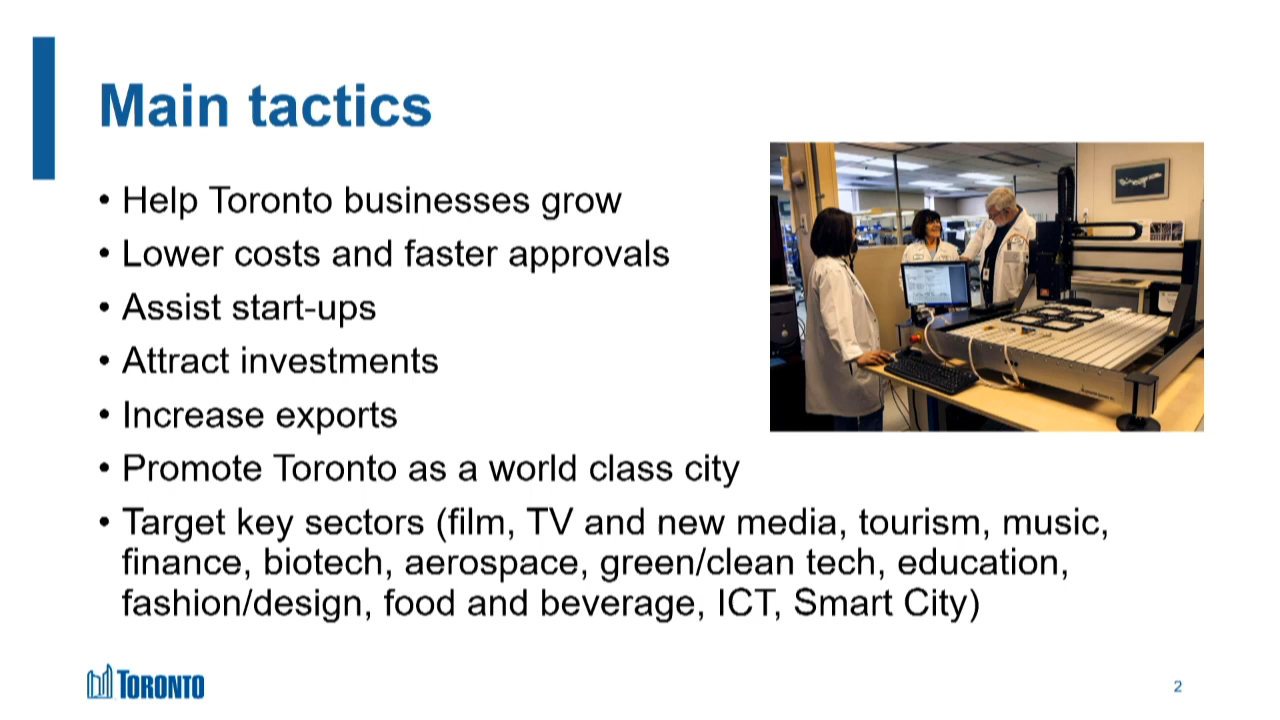 Main tactics
• Help Toronto businesses grow
• Lower costs and faster approvals
• Assist start-ups
• Attract investments
• Increase exports
• Promote Toronto as a world class city
• Target key sectors (film, TV and new media, tourism, music,
finance, biotech, aerospace, green/clean tech, education,
fashion/design, food and beverage, ICT, Smart City)
TORONTO
2